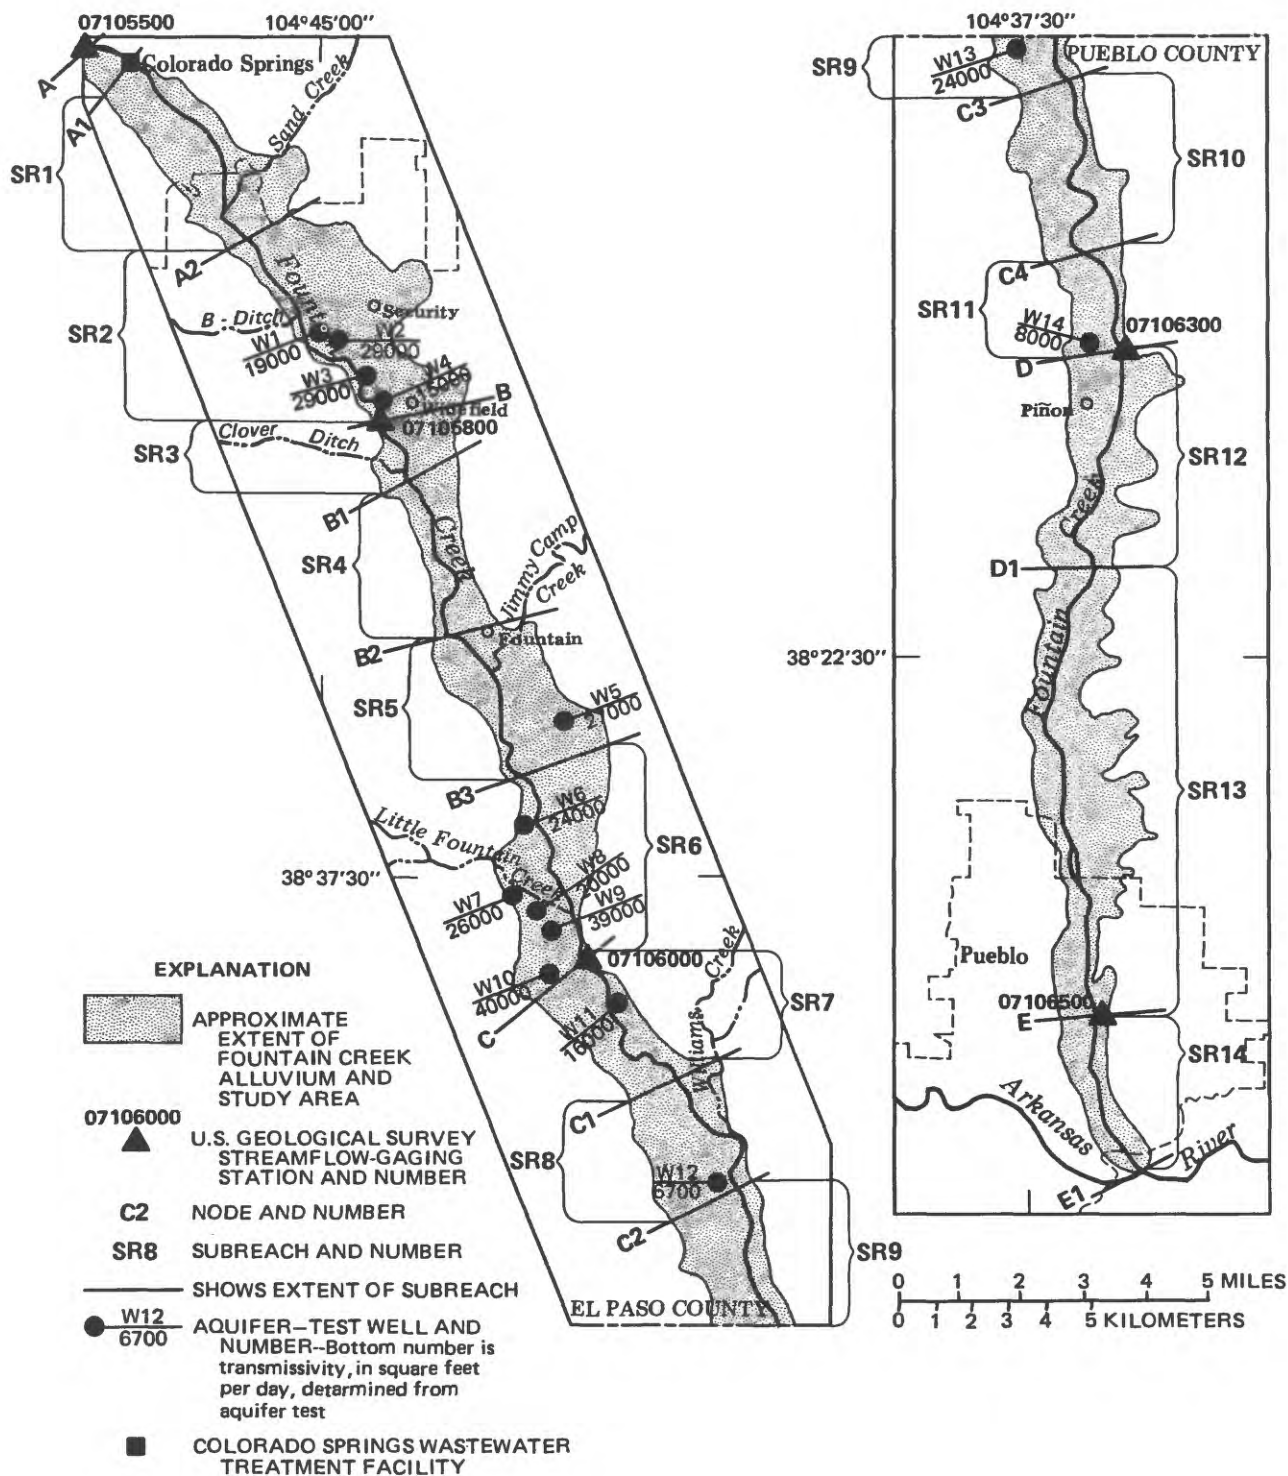 07105500
104°45'00"
Colorado Springs
A
A1
Sand Creek
SR1
A2
Fountain
SR2
B - Ditch
Security
W1
19000
W2
29000
W3
29000
W4
B
Widefield
07105800
Clover Ditch
SR3
B1
Creek
SR4
Jimmy Camp
Creek
B2
Fountain
SR5
W5
B3
W6
24000
Little Fountain
Creek
SR6
38°37'30"
W7
26000
W8
20000
W9
39000
07106000
W10
40000
C
W11
16000
Williams Creek
SR7
C1
SR8
W12
6700
C2
SR9
EL PASO COUNTY
104°37'30"
SR9
W13
24000
PUEBLO COUNTY
C3
SR10
C4
SR11
W14
8000
07106300
D
Piñon
SR12
Creek
D1
Fountain
38°22'30"
SR13
Pueblo
07106500
E
SR14
Arkansas
River
E1
0 1 2 3 4 5 MILES
0 1 2 3 4 5 KILOMETERS
EXPLANATION
APPROXIMATE
EXTENT OF
FOUNTAIN CREEK
ALLUVIUM AND
STUDY AREA
07106000
U.S. GEOLOGICAL SURVEY
STREAMFLOW-GAGING
STATION AND NUMBER
C2 NODE AND NUMBER
SR8 SUBREACH AND NUMBER
SHOWS EXTENT OF SUBREACH
W12
6700
AQUIFER—TEST WELL AND
NUMBER--Bottom number is
transmissivity, in square feet
per day, detarmined from
aquifer test
COLORADO SPRINGS WASTEWATER
TREATMENT FACILITY